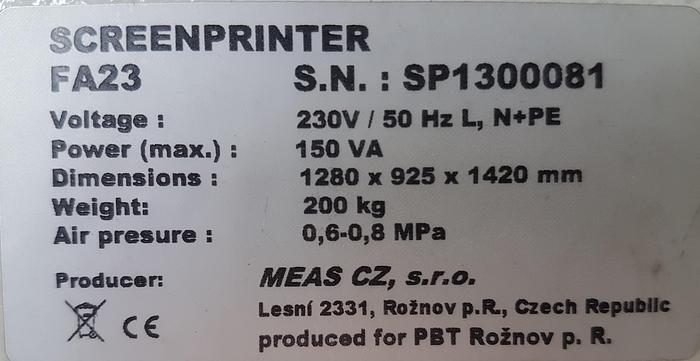 SCREENPRINTER
FA23 S.N. : SP1300081
Voltage : 230V / 50 Hz L, N+PE
Power (max.) : 150 VA
Dimensions : 1280 x 925 x 1420 mm
Weight: 200 kg
Air presure : 0,6-0,8 MPa
Producer: MEAS CZ, s.r.o.
Lesní 2331, Rožnov p.R., Czech Republic
CE produced for PBT Rožnov p. R.